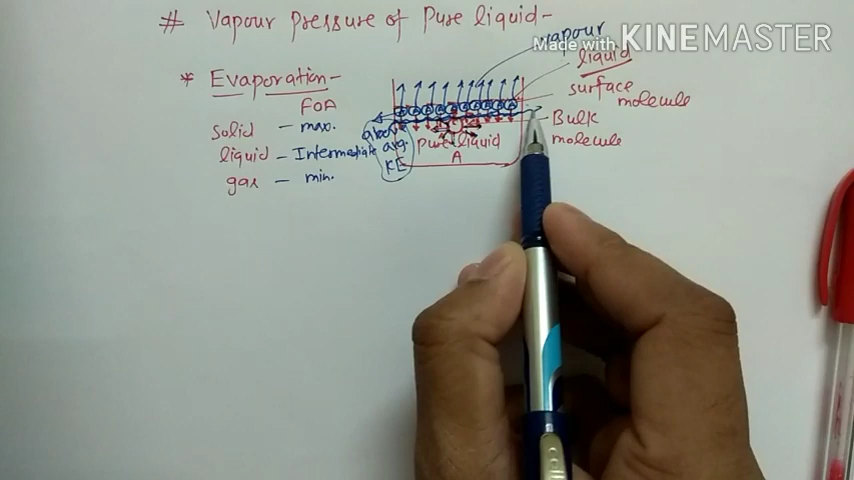 # Vapour Pressure of Pure liquid-
Made with KINEMASTER
vapour
liquid
* Evaporation-
surface molecule
FOA
solid - max.
Bulk molecule
liquid - Intermediate
gas - min.
avg. KE
pure liquid
A